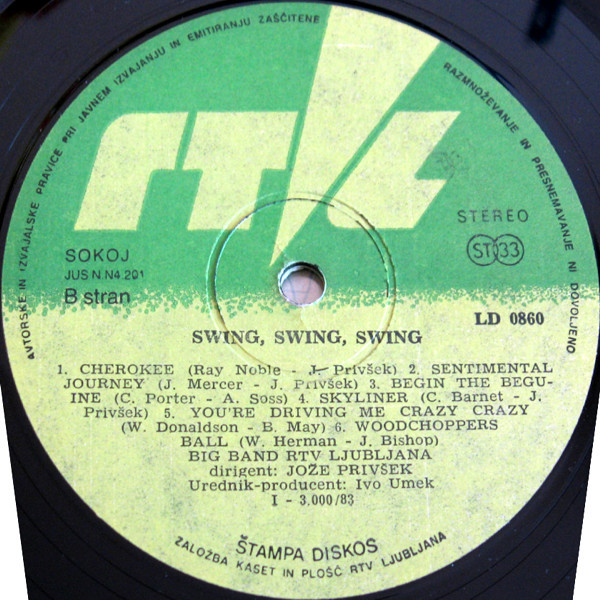 AVTORSKE IN IZVAJALSKE PRAVICE PRI JAVNEM IZVAJANJU IN EMITIRANJU ZAŠČITENE
RAZMNOŽEVANJE IN PRESNEMAVANJE NI DOVOLJENO
rtl
STEREO
ST 33
SOKOJ
JUS N N4.201
B stran
LD 0860
SWING, SWING, SWING
1. CHEROKEE (Ray Noble - J. Privšek) 2. SENTIMENTAL
JOURNEY (J. Mercer - J. Privšek) 3. BEGIN THE BEGU-
INE (C. Porter - A. Soss) 4. SKYLINER (C. Barnet - J.
Privšek) 5. YOU'RE DRIVING ME CRAZY CRAZY
(W. Donaldson - B. May) 6. WOODCHOPPERS
BALL (W. Herman - J. Bishop)
BIG BAND RTV LJUBLJANA
dirigent: JOŽE PRIVŠEK
Urednik-producent: Ivo Umek
I - 3.000/83
ŠTAMPA DISKOS
ZALOŽBA KASET IN PLOŠČ RTV LJUBLJANA